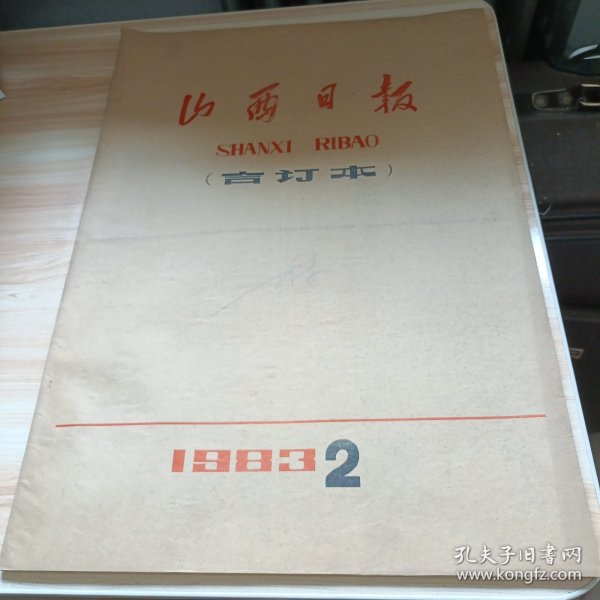 山西日报
SHANXI RIBAO
(合订本)
1983 2
孔夫子旧书网
www.kongfz.com